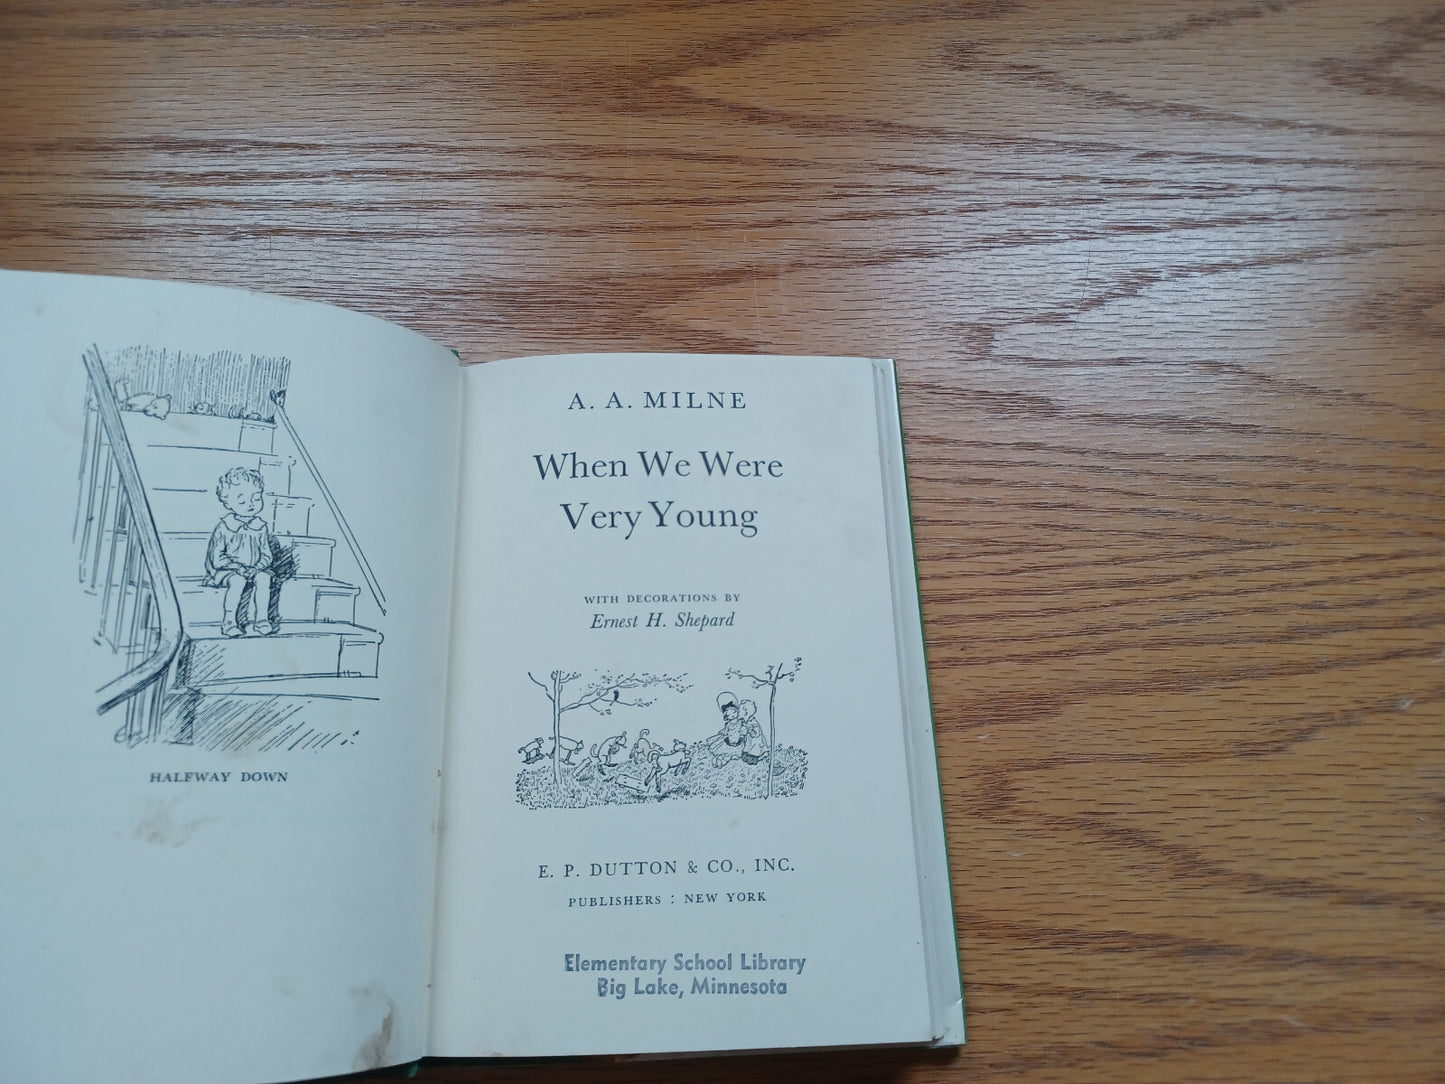 HALFWAY DOWN
A. A. MILNE
When We Were
Very Young
WITH DECORATIONS BY
Ernest H. Shepard
E. P. DUTTON & CO., INC.
PUBLISHERS : NEW YORK
Elementary School Library
Big Lake, Minnesota